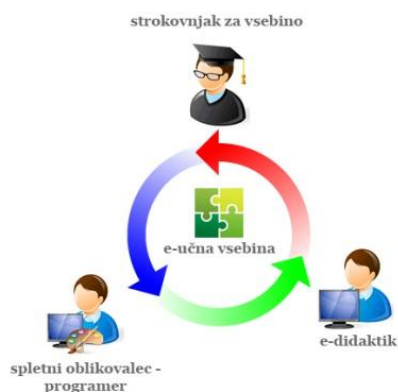 strokovnjak za vsebino
e-učna vsebina
e-didaktik
spletni oblikovalec -
programer